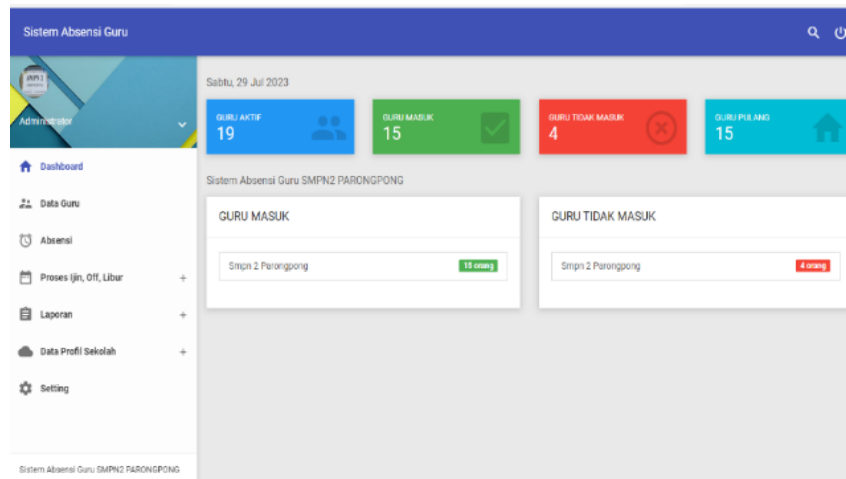 Sistem Absensi Guru
Administrator
Dashboard
Data Guru
Absensi
Proses Ijin, Off, Libur
Laporan
Data Profil Sekolah
Setting
Sistem Absensi Guru SMPN2 PARONGPONG
Sabtu, 29 Jul 2023
GURU AKTIF
19
GURU MASUK
15
GURU TIDAK MASUK
4
GURU PULANG
15
Sistem Absensi Guru SMPN2 PARONGPONG
GURU MASUK
Smpn 2 Parongpong 15 orang
GURU TIDAK MASUK
Smpn 2 Parongpong 4 orang